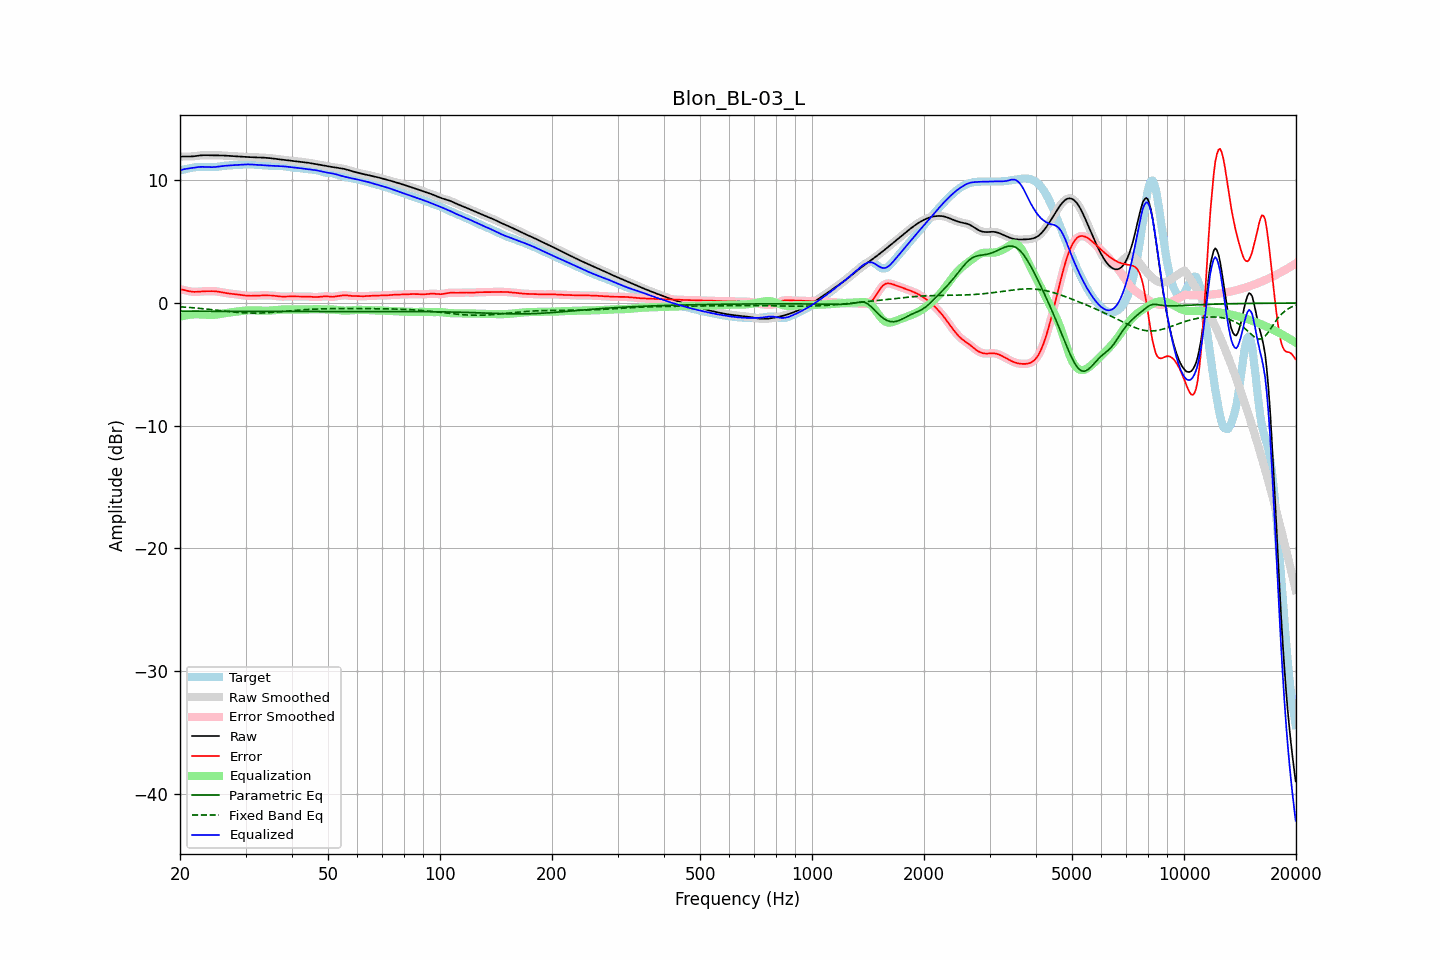 Blon_BL-03_L
10
0
−10
−20
−30
−40
Amplitude (dBr)
Target
Raw Smoothed
Error Smoothed
Raw
Error
Equalization
Parametric Eq
Fixed Band Eq
Equalized
20 50 100 200 500 1000 2000 5000 10000 20000
Frequency (Hz)